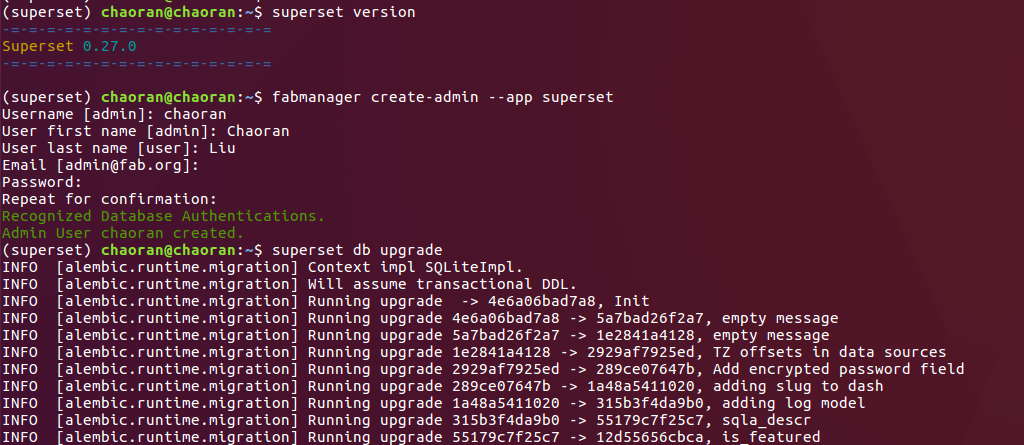 (superset) chaoran@chaoran:~$ superset version
-=-=-=-=-=-=-=-=-=-=-=-=-=-=-=
Superset 0.27.0
-=-=-=-=-=-=-=-=-=-=-=-=-=-=-=
(superset) chaoran@chaoran:~$ fabmanager create-admin --app superset
Username [admin]: chaoran
User first name [admin]: Chaoran
User last name [user]: Liu
Email [admin@fab.org]:
Password:
Repeat for confirmation:
Recognized Database Authentications.
Admin User chaoran created.
(superset) chaoran@chaoran:~$ superset db upgrade
INFO  [alembic.runtime.migration] Context impl SQLiteImpl.
INFO  [alembic.runtime.migration] Will assume transactional DDL.
INFO  [alembic.runtime.migration] Running upgrade  -> 4e6a06bad7a8, Init
INFO  [alembic.runtime.migration] Running upgrade 4e6a06bad7a8 -> 5a7bad26f2a7, empty message
INFO  [alembic.runtime.migration] Running upgrade 5a7bad26f2a7 -> 1e2841a4128, empty message
INFO  [alembic.runtime.migration] Running upgrade 1e2841a4128 -> 2929af7925ed, TZ offsets in data sources
INFO  [alembic.runtime.migration] Running upgrade 2929af7925ed -> 289ce07647b, Add encrypted password field
INFO  [alembic.runtime.migration] Running upgrade 289ce07647b -> 1a48a5411020, adding slug to dash
INFO  [alembic.runtime.migration] Running upgrade 1a48a5411020 -> 315b3f4da9b0, adding log model
INFO  [alembic.runtime.migration] Running upgrade 315b3f4da9b0 -> 55179c7f25c7, sqla_descr
INFO  [alembic.runtime.migration] Running upgrade 55179c7f25c7 -> 12d55656cbca, is_featured